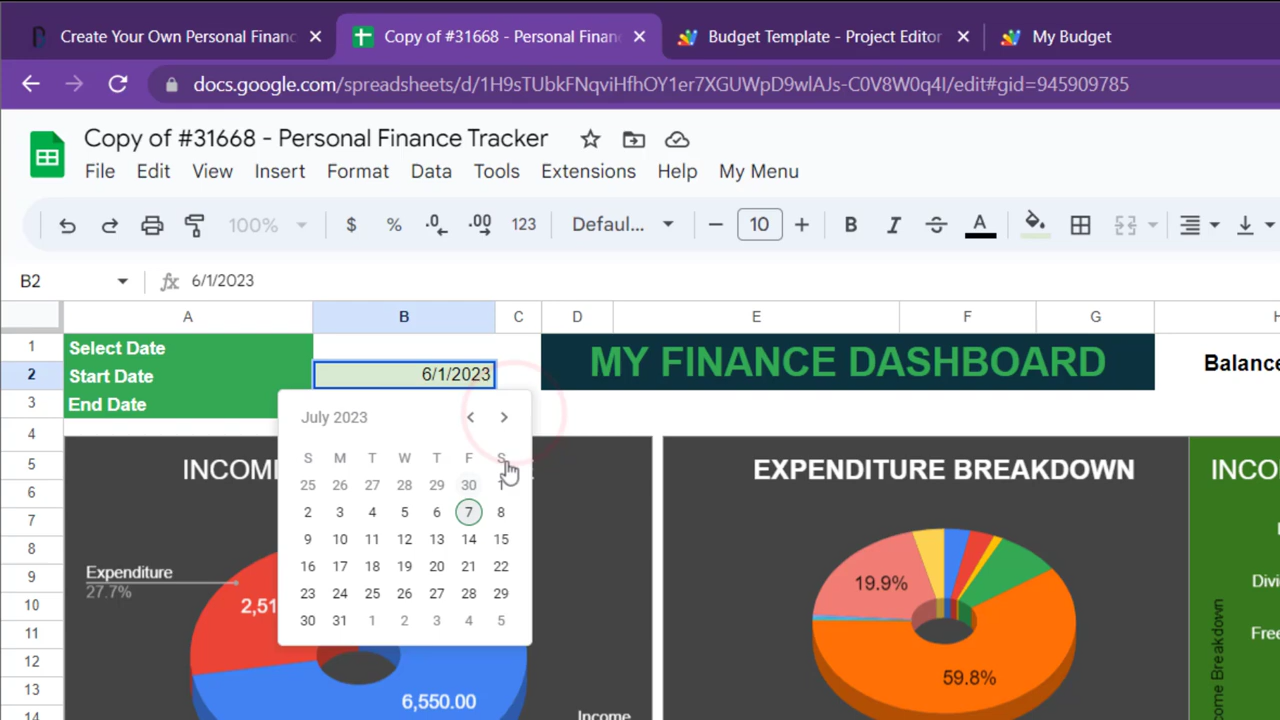 Create Your Own Personal Financ
Copy of #31668 - Personal Finan
Budget Template - Project Editor
My Budget
docs.google.com/spreadsheets/d/1H9sTUbkFNqviHfhOY1er7XGUWpD9wlAJs-C0V8W0q4I/edit#gid=945909785
Copy of #31668 - Personal Finance Tracker
File Edit View Insert Format Data Tools Extensions Help My Menu
100% $ % .0 .00 123 Defaul... 10 B I A
B2 fx 6/1/2023
A B C D E F G H
1 Select Date
2 Start Date 6/1/2023
3 End Date
MY FINANCE DASHBOARD
Balance
July 2023
S M T W T F S
25 26 27 28 29 30 1
2 3 4 5 6 7 8
9 10 11 12 13 14 15
16 17 18 19 20 21 22
23 24 25 26 27 28 29
30 31 1 2 3 4 5
4
5
6
7
8
9
10
11
12
13
14
INCOM
Expenditure
27.7%
2,51
6,550.00
Income
EXPENDITURE BREAKDOWN
19.9%
59.8%
INCO
Divi
Free
ome Breakdown